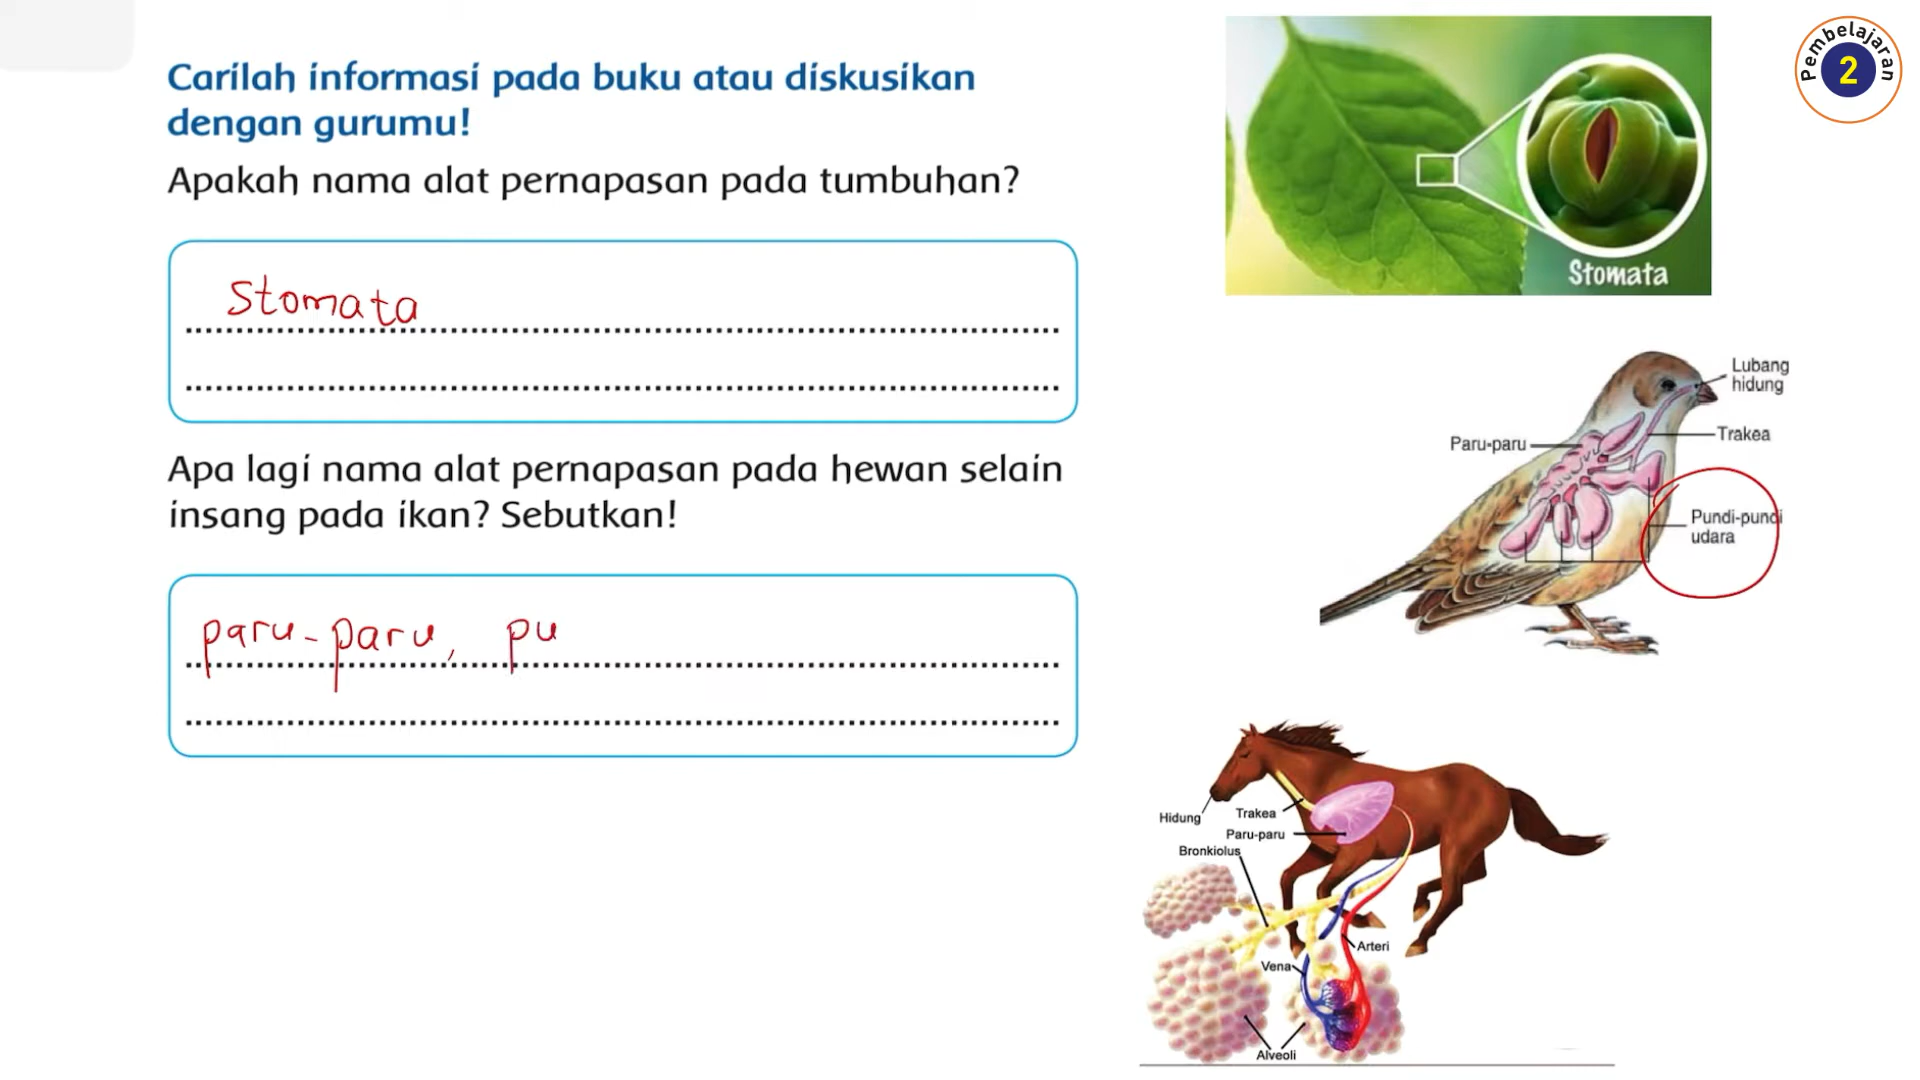 Carilah informasi pada buku atau diskusikan
dengan gurumu!
Apakah nama alat pernapasan pada tumbuhan?
Stomata
Apa lagi nama alat pernapasan pada hewan selain
insang pada ikan? Sebutkan!
paru-paru, pu
Pembelajaran
2
Stomata
Lubang
hidung
Paru-paru
Trakea
Pundi-pundi
udara
Hidung
Trakea
Paru-paru
Bronkiolus
Arteri
Vena
Alveoli